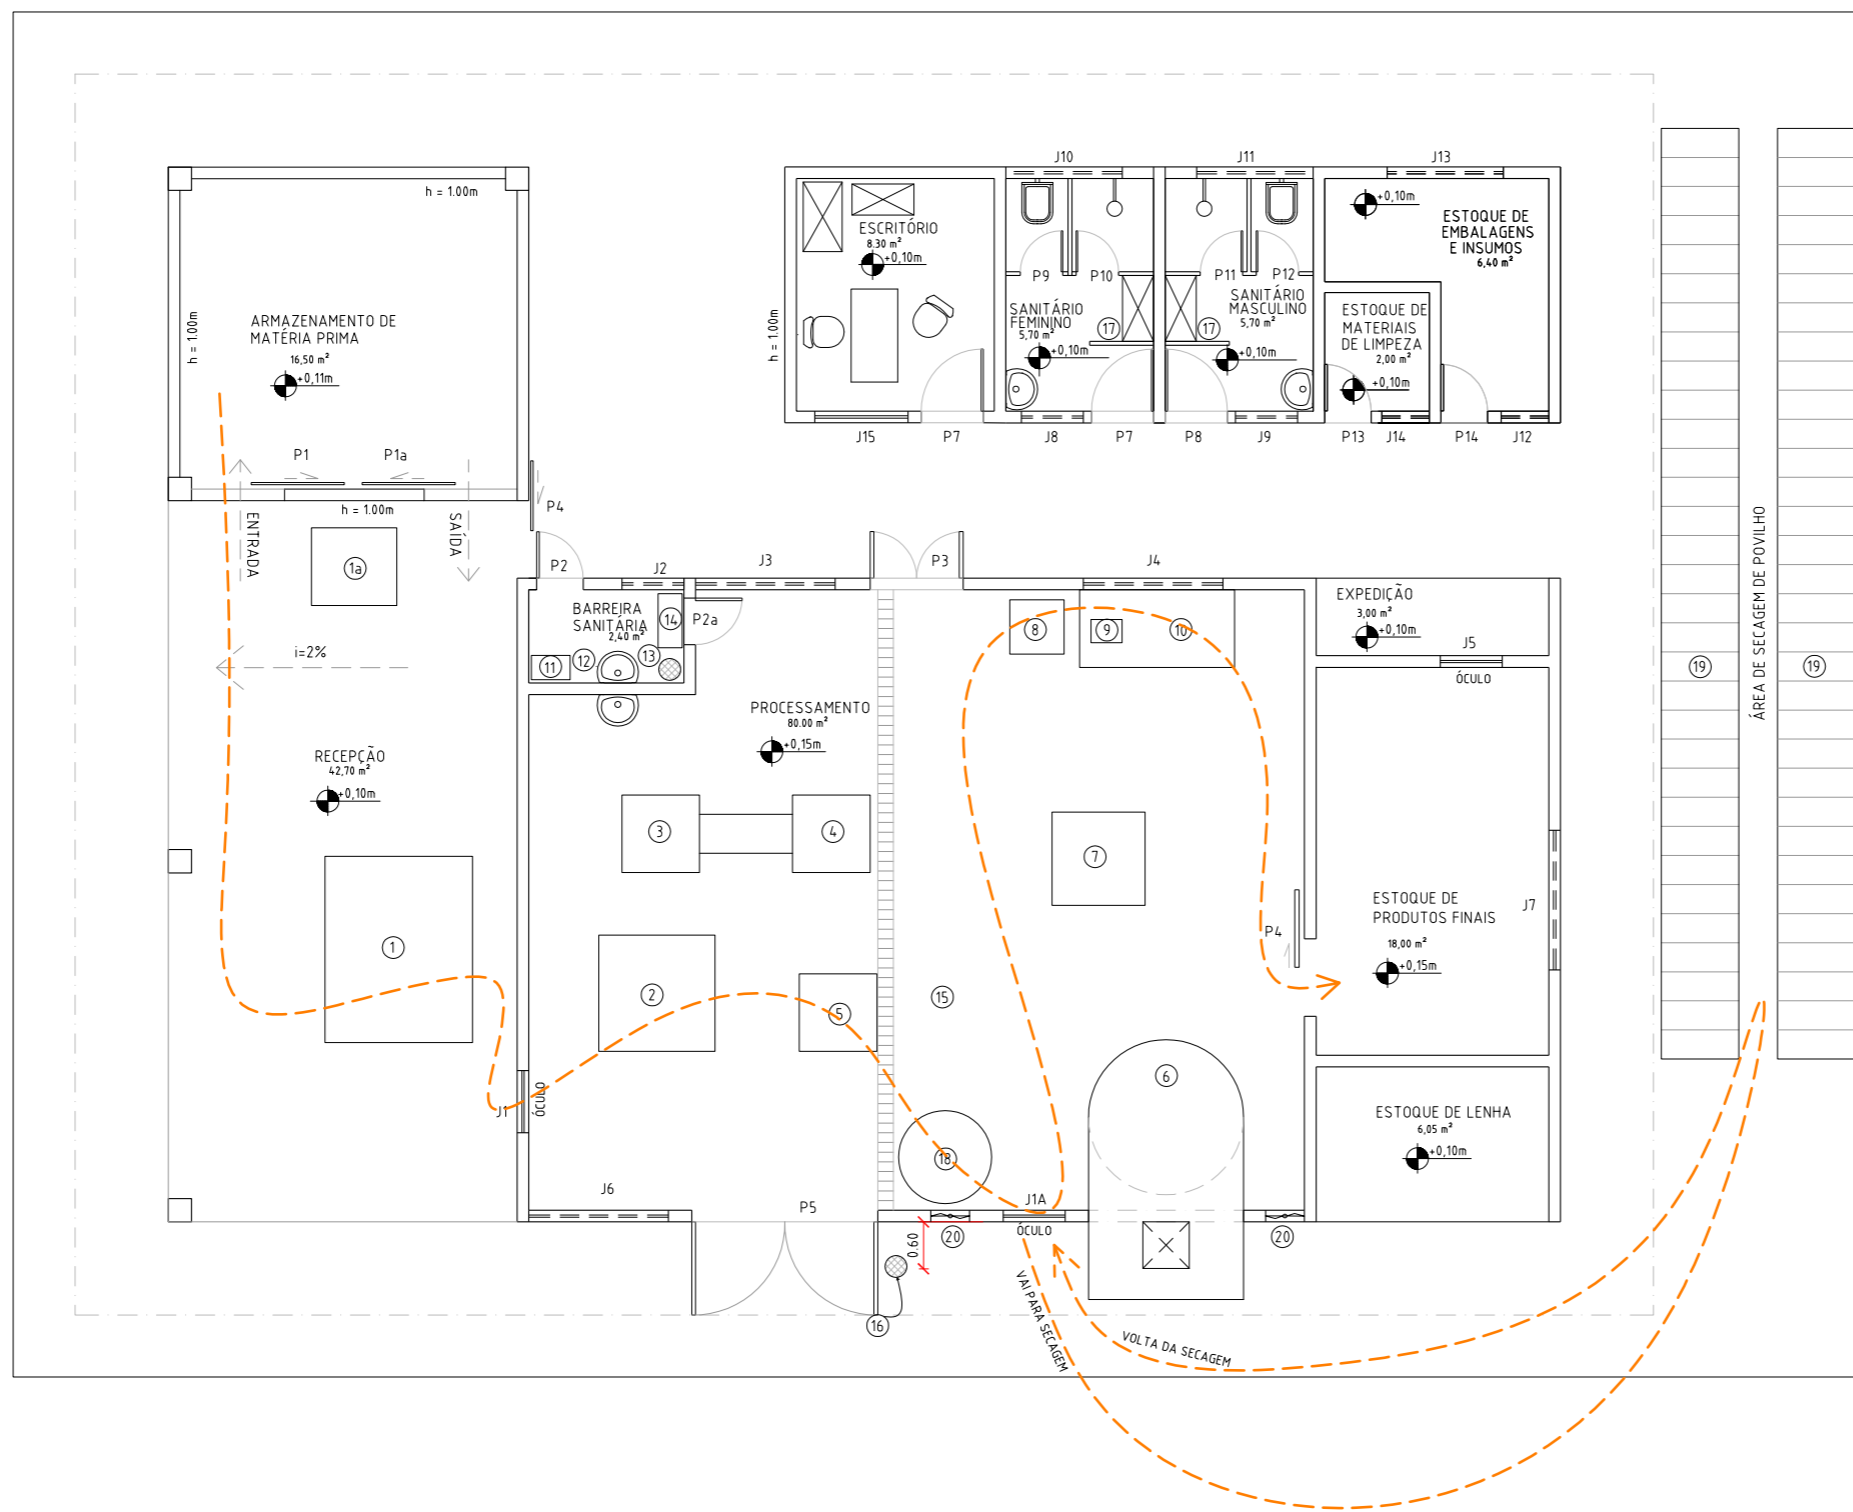 J10
J11
J13
h = 1.00m
+0,10m
ESTOQUE DE
EMBALAGENS
E INSUMOS
6,40 m²
ESCRITÓRIO
8.30 m²
+0,10m
P9
P10
P11
P12
SANITÁRIO
FEMININO
5,70 m²
17
+0,10m
SANITÁRIO
MASCULINO
5,70 m²
17
+0,10m
ESTOQUE DE
MATERIAIS
DE LIMPEZA
2,00 m²
+0,10m
h = 1.00m
h = 1.00m
ARMAZENAMENTO DE
MATÉRIA PRIMA
16,50 m²
+0,11m
J15
P7
J8
P7
P8
J9
P13
J14
P14
J12
P1
P1a
P4
h = 1.00m
ENTRADA
SAÍDA
1a
P2
J2
J3
P3
J4
BARREIRA
SANITÁRIA
2,40 m²
14
P2a
11
12
13
8
9
10
EXPEDIÇÃO
3,00 m²
+0,10m
J5
ÓCULO
i=2%
19
ÁREA DE SECAGEM DE POVILHO
19
RECEPÇÃO
42,70 m²
+0,10m
PROCESSAMENTO
80.00 m²
+0,15m
3
4
7
1
2
5
15
P4
ESTOQUE DE
PRODUTOS FINAIS
18,00 m²
+0,15m
J7
6
J1
ÓCULO
18
ESTOQUE DE LENHA
6,05 m²
+0,10m
J6
P5
J1A
ÓCULO
20
20
0.60
16
VAI PARA SECAGEM
VOLTA DA SECAGEM